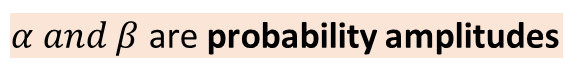 α and β are probability amplitudes